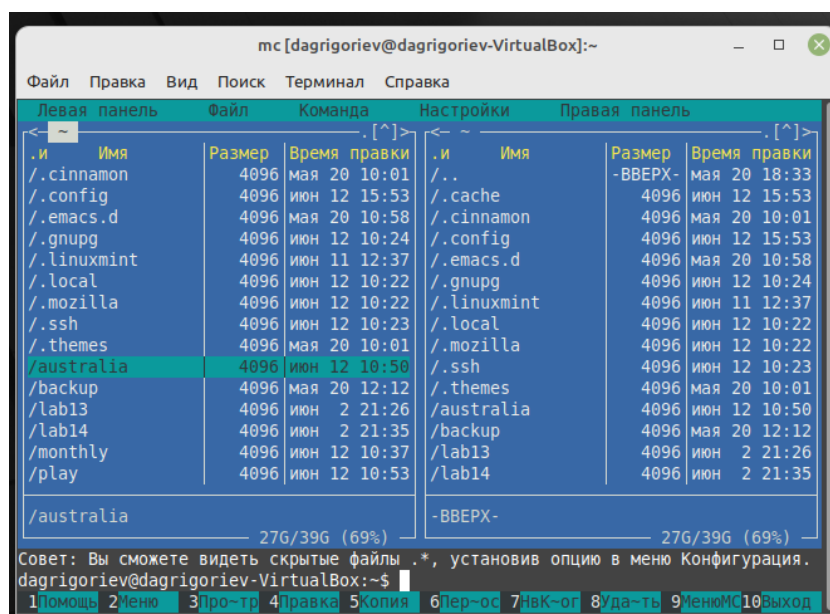 mc [dagrigoriev@dagrigoriev-VirtualBox]:~
Файл Правка Вид Поиск Терминал Справка
Левая панель Файл Команда Настройки Правая панель
<— ~ .[^]> <— ~ .[^]>
.и Имя Размер Время правки .и Имя Размер Время правки
/.cinnamon 4096 мая 20 10:01 /.. -ВВЕРХ- мая 20 18:33
/.config 4096 июн 12 15:53 /.cache 4096 июн 12 15:53
/.emacs.d 4096 мая 20 10:58 /.cinnamon 4096 мая 20 10:01
/.gnupg 4096 июн 12 10:24 /.config 4096 июн 12 15:53
/.linuxmint 4096 июн 11 12:37 /.emacs.d 4096 мая 20 10:58
/.local 4096 июн 12 10:22 /.gnupg 4096 июн 12 10:24
/.mozilla 4096 июн 12 10:22 /.linuxmint 4096 июн 11 12:37
/.ssh 4096 июн 12 10:23 /.local 4096 июн 12 10:22
/.themes 4096 мая 20 10:01 /.mozilla 4096 июн 12 10:22
/australia 4096 июн 12 10:50 /.ssh 4096 июн 12 10:23
/backup 4096 мая 20 12:12 /.themes 4096 мая 20 10:01
/lab13 4096 июн 2 21:26 /australia 4096 июн 12 10:50
/lab14 4096 июн 2 21:35 /backup 4096 мая 20 12:12
/monthly 4096 июн 12 10:37 /lab13 4096 июн 2 21:26
/play 4096 июн 12 10:53 /lab14 4096 июн 2 21:35
/australia -ВВЕРХ-
27G/39G (69%) 27G/39G (69%)
Совет: Вы сможете видеть скрытые файлы .*, установив опцию в меню Конфигурация.
dagrigoriev@dagrigoriev-VirtualBox:~$
1Помощь 2Меню 3Про~тр 4Правка 5Копия 6Пер~ос 7НвК~ог 8Уда~ть 9МенюМС10Выход